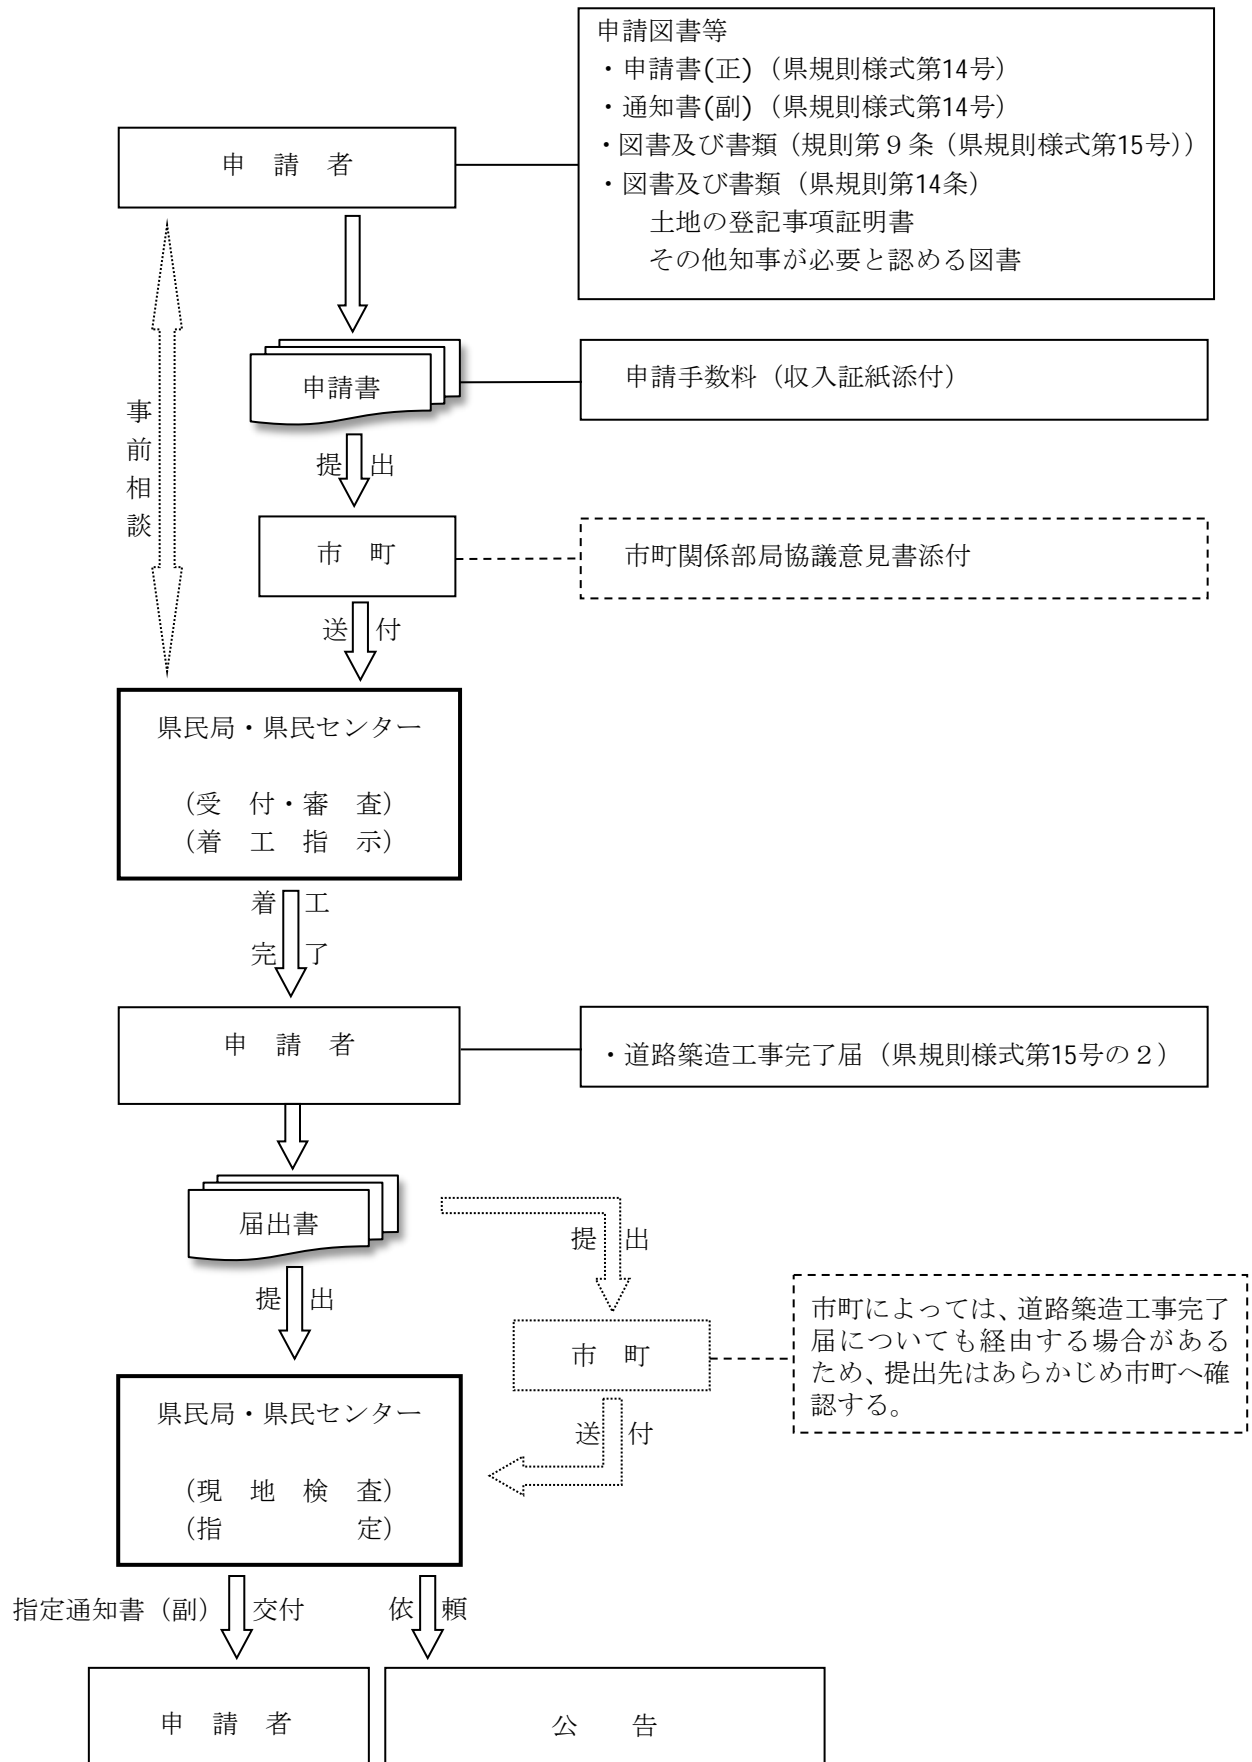 申請図書等
・申請書(正)（県規則様式第14号）
・通知書(副)（県規則様式第14号）
・図書及び書類（規則第９条（県規則様式第15号））
・図書及び書類（県規則第14条）
土地の登記事項証明書
その他知事が必要と認める図書
申　請　者
申請書
申請手数料（収入証紙添付）
事前相談
提出
市　町
市町関係部局協議意見書添付
送付
県民局・県民センター
（受　付・審　査）
（着　工　指　示）
着工
完了
申　請　者
・道路築造工事完了届（県規則様式第15号の２）
届出書
提出
提出
市　町
市町によっては、道路築造工事完了
届についても経由する場合がある
ため、提出先はあらかじめ市町へ確
認する。
送付
県民局・県民センター
（現　地　検　査）
（指　　　　　定）
指定通知書（副）交付
依頼
申　請　者
公　　告